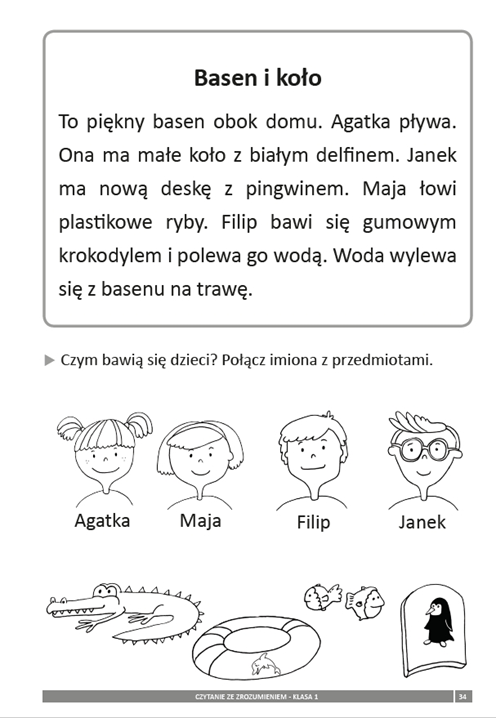 Basen i koło
To piękny basen obok domu. Agatka pływa.
Ona ma małe koło z białym delfinem. Janek
ma nową deskę z pingwinem. Maja łowi
plastikowe ryby. Filip bawi się gumowym
krokodylem i polewa go wodą. Woda wylewa
się z basenu na trawę.
Czym bawią się dzieci? Połącz imiona z przedmiotami.
Agatka Maja Filip Janek
CZYTANIE ZE ZROZUMIENIEM - KLASA 1 34